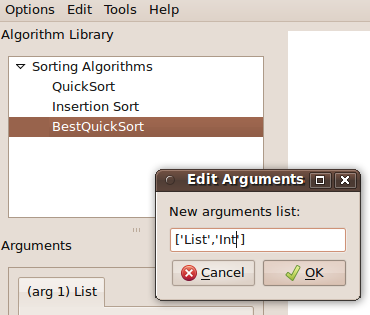 Options Edit Tools Help
Algorithm Library
Sorting Algorithms
QuickSort
Insertion Sort
BestQuickSort
Edit Arguments
New arguments list:
['List','Int']
Cancel OK
Arguments
(arg 1) List